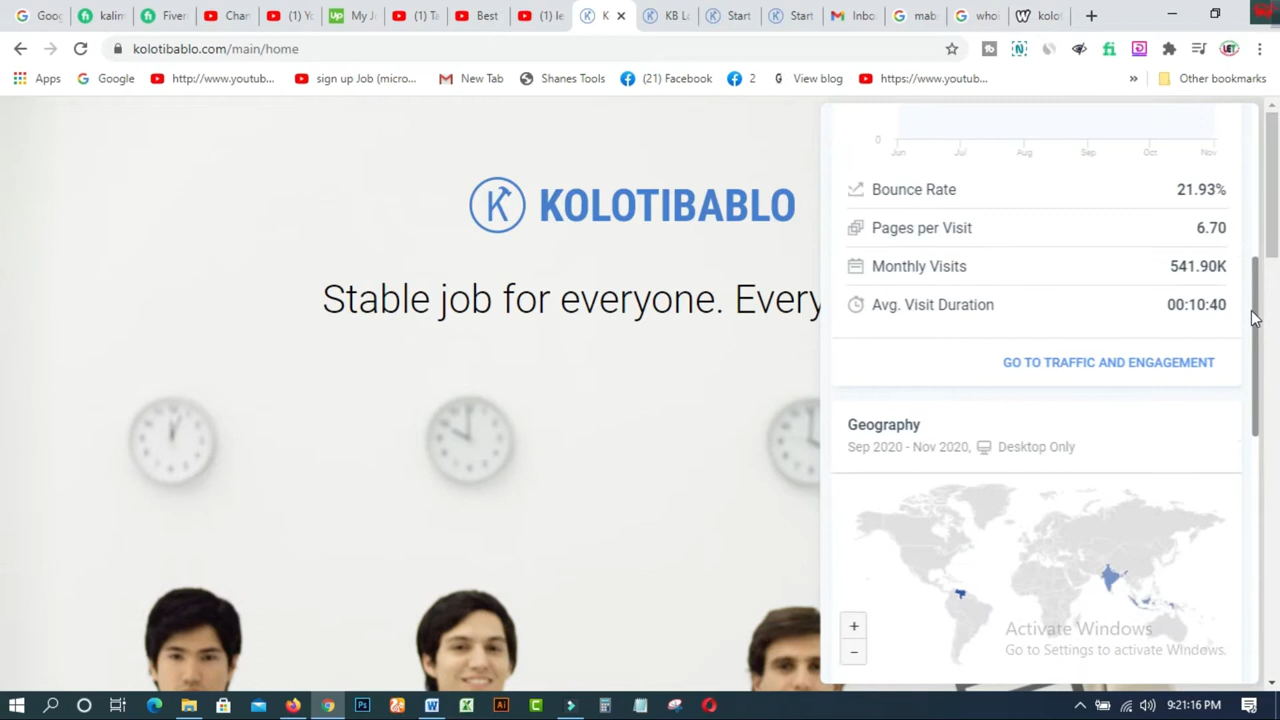 Goog
kalim
Fiver
Chan
(1) Yo
My J
(1) Ta
Best
(1) 
K
KB L
Start
Start
Inbo
mab
who
kolo
kolotibablo.com/main/home
Apps
Google
http://www.youtub...
sign up Job (micro...
New Tab
Shanes Tools
(21) Facebook
2
View blog
https://www.youtub...
»
Other bookmarks
KOLOTIBABLO
Stable job for everyone. Every
0
Jun Jul Aug Sep Oct Nov
Bounce Rate 21.93%
Pages per Visit 6.70
Monthly Visits 541.90K
Avg. Visit Duration 00:10:40
GO TO TRAFFIC AND ENGAGEMENT
Geography
Sep 2020 - Nov 2020, Desktop Only
+
−
Activate Windows
Go to Settings to activate Windows.
9:21:16 PM